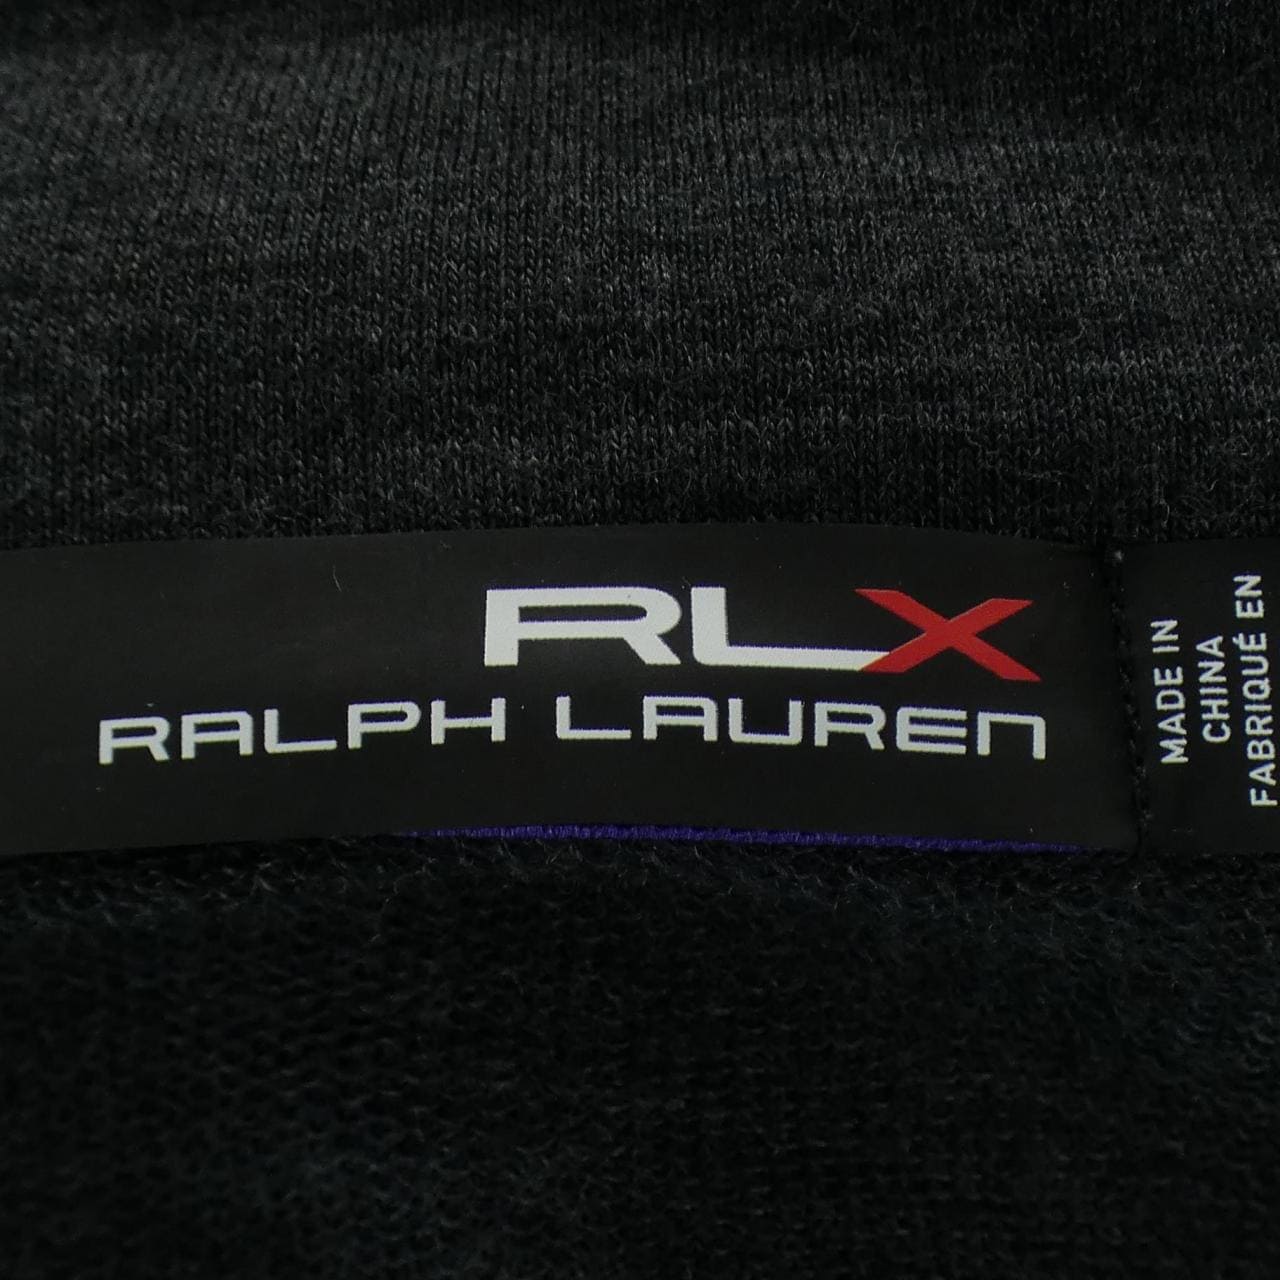 RLX
RALPH LAUREN
MADE IN
CHINA
FABRIQUÉ EN